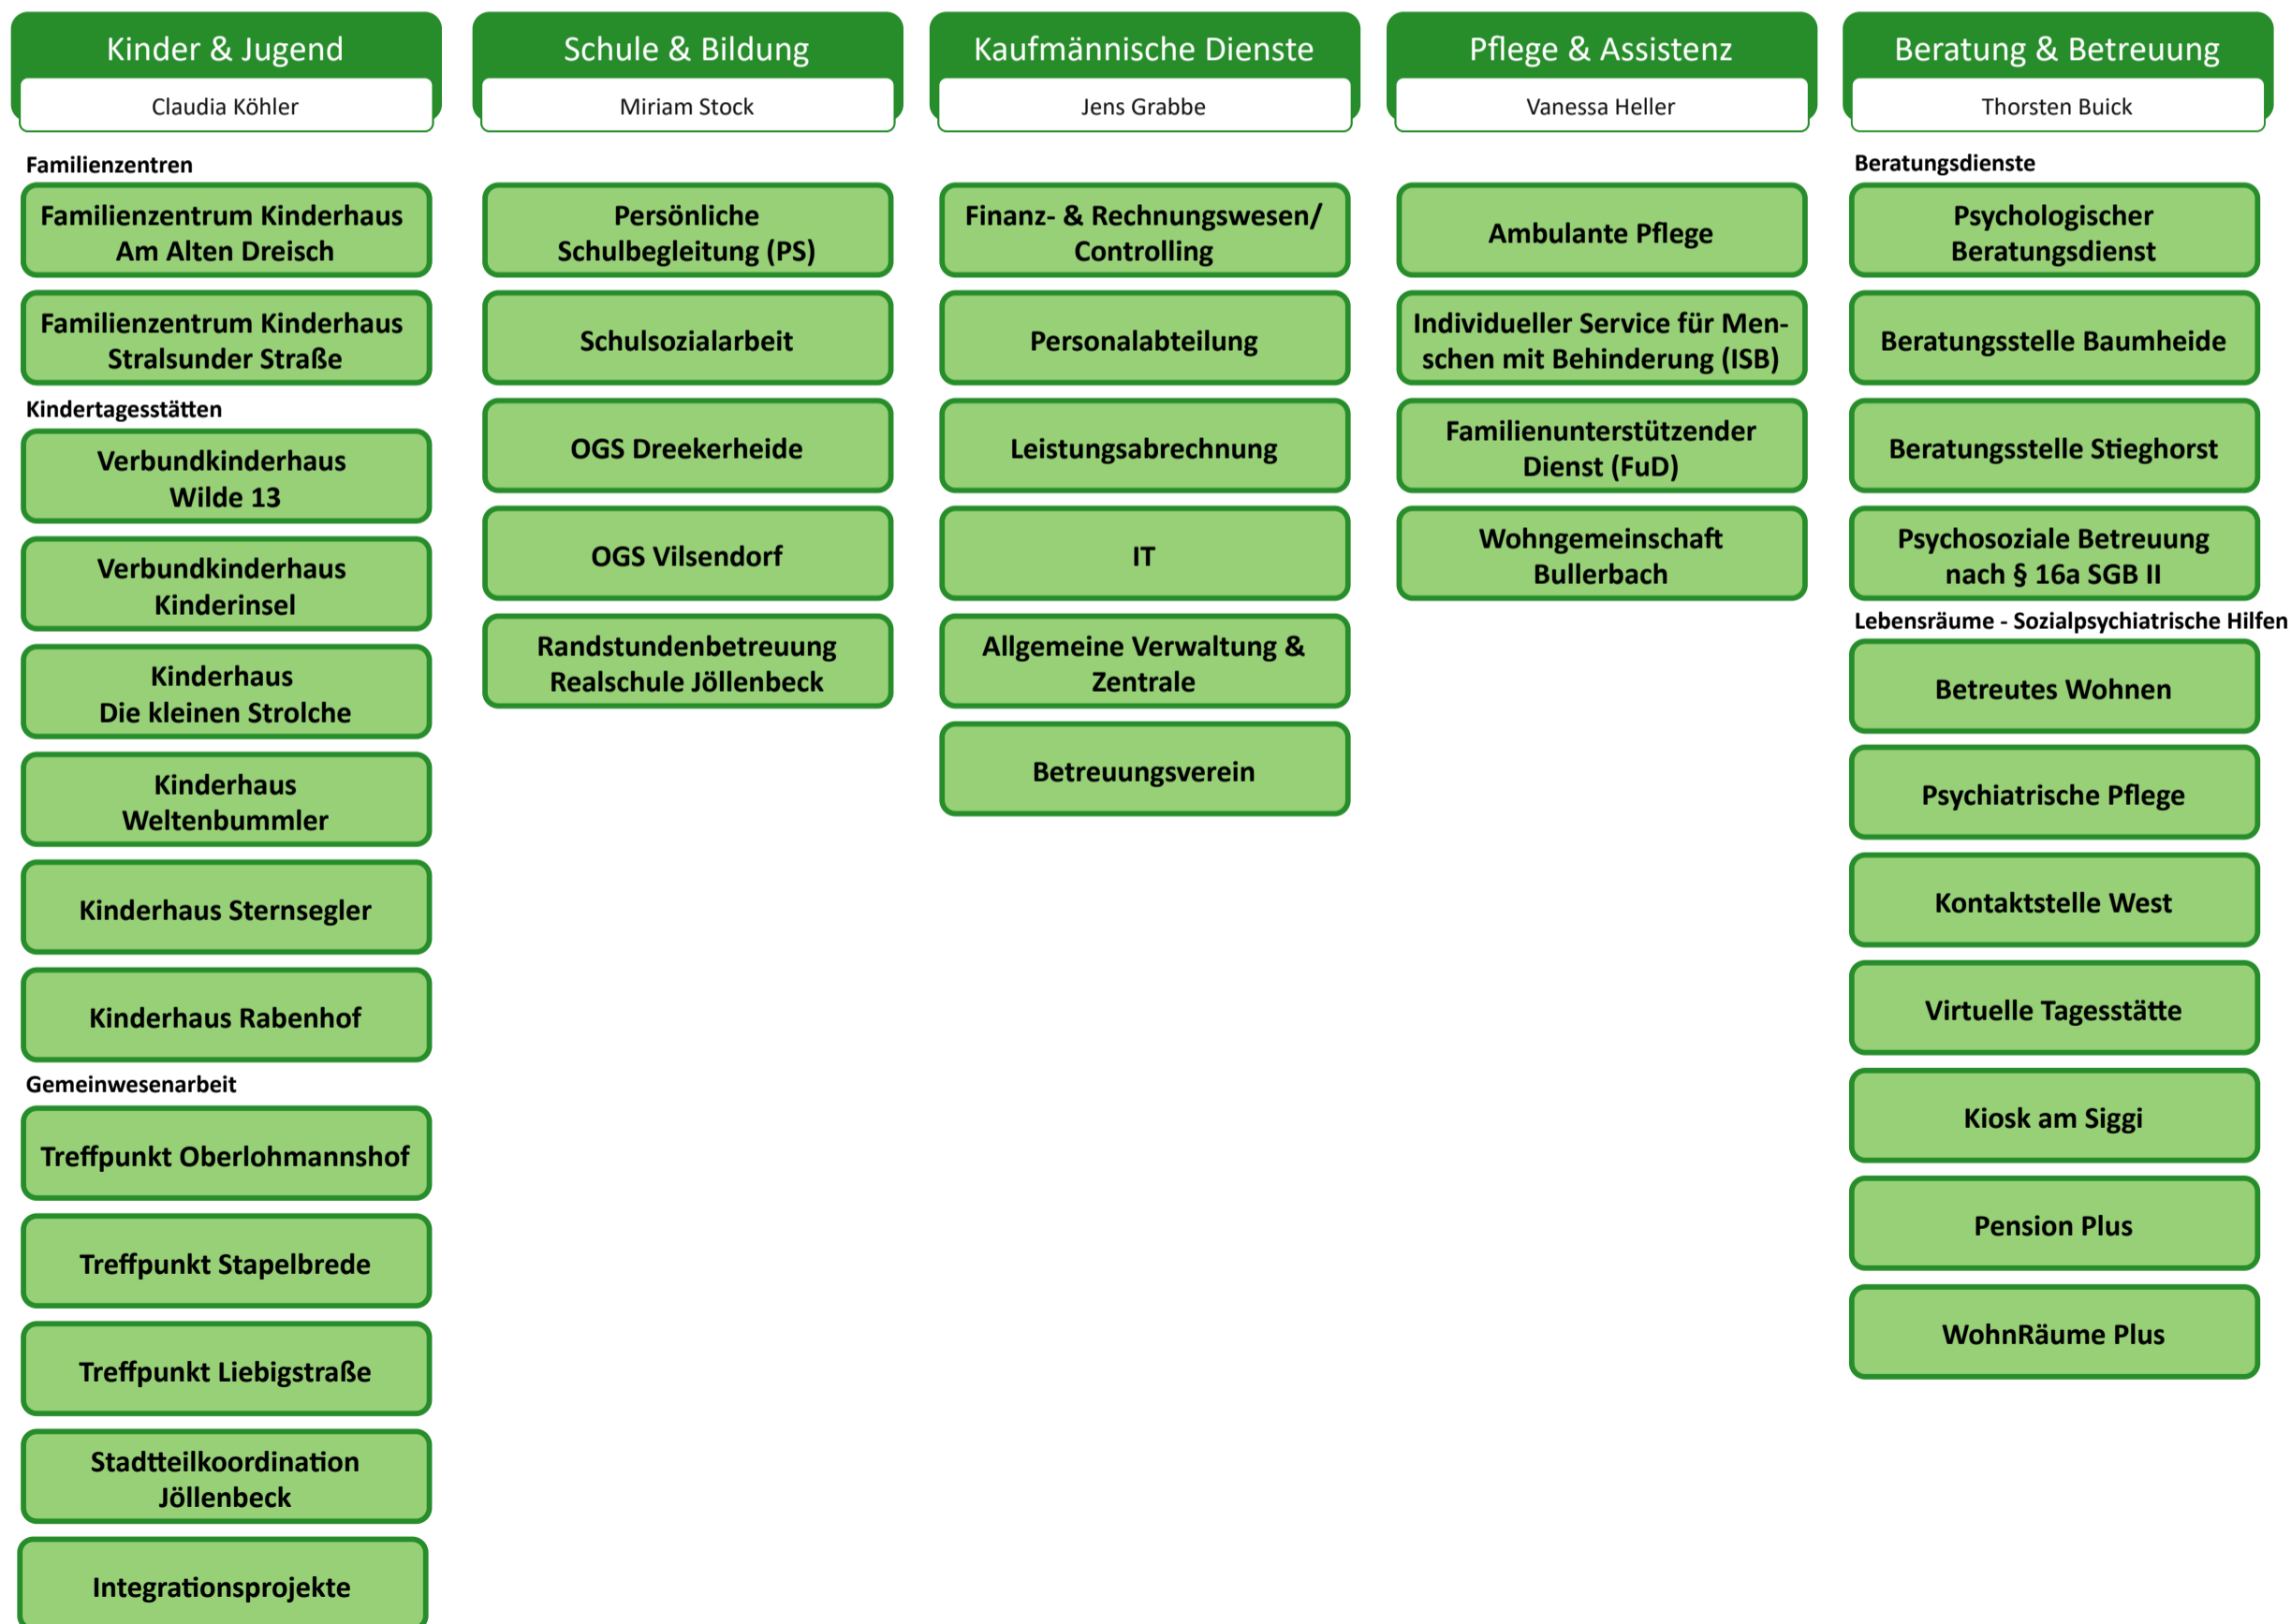 Kinder & Jugend
Claudia Köhler
Familienzentren
Familienzentrum Kinderhaus
Am Alten Dreisch
Familienzentrum Kinderhaus
Stralsunder Straße
Kindertagesstätten
Verbundkinderhaus
Wilde 13
Verbundkinderhaus
Kinderinsel
Kinderhaus
Die kleinen Strolche
Kinderhaus
Weltenbummler
Kinderhaus Sternsegler
Kinderhaus Rabenhof
Gemeinwesenarbeit
Treffpunkt Oberlohmannshof
Treffpunkt Stapelbrede
Treffpunkt Liebigstraße
Stadtteilkoordination
Jöllenbeck
Integrationsprojekte
Schule & Bildung
Miriam Stock
Persönliche
Schulbegleitung (PS)
Schulsozialarbeit
OGS Dreekerheide
OGS Vilsendorf
Randstundenbetreuung
Realschule Jöllenbeck
Kaufmännische Dienste
Jens Grabbe
Finanz- & Rechnungswesen/
Controlling
Personalabteilung
Leistungsabrechnung
IT
Allgemeine Verwaltung &
Zentrale
Betreuungsverein
Pflege & Assistenz
Vanessa Heller
Ambulante Pflege
Individueller Service für Men-
schen mit Behinderung (ISB)
Familienunterstützender
Dienst (FuD)
Wohngemeinschaft
Bullerbach
Beratung & Betreuung
Thorsten Buick
Beratungsdienste
Psychologischer
Beratungsdienst
Beratungsstelle Baumheide
Beratungsstelle Stieghorst
Psychosoziale Betreuung
nach § 16a SGB II
Lebensräume - Sozialpsychiatrische Hilfen
Betreutes Wohnen
Psychiatrische Pflege
Kontaktstelle West
Virtuelle Tagesstätte
Kiosk am Siggi
Pension Plus
WohnRäume Plus